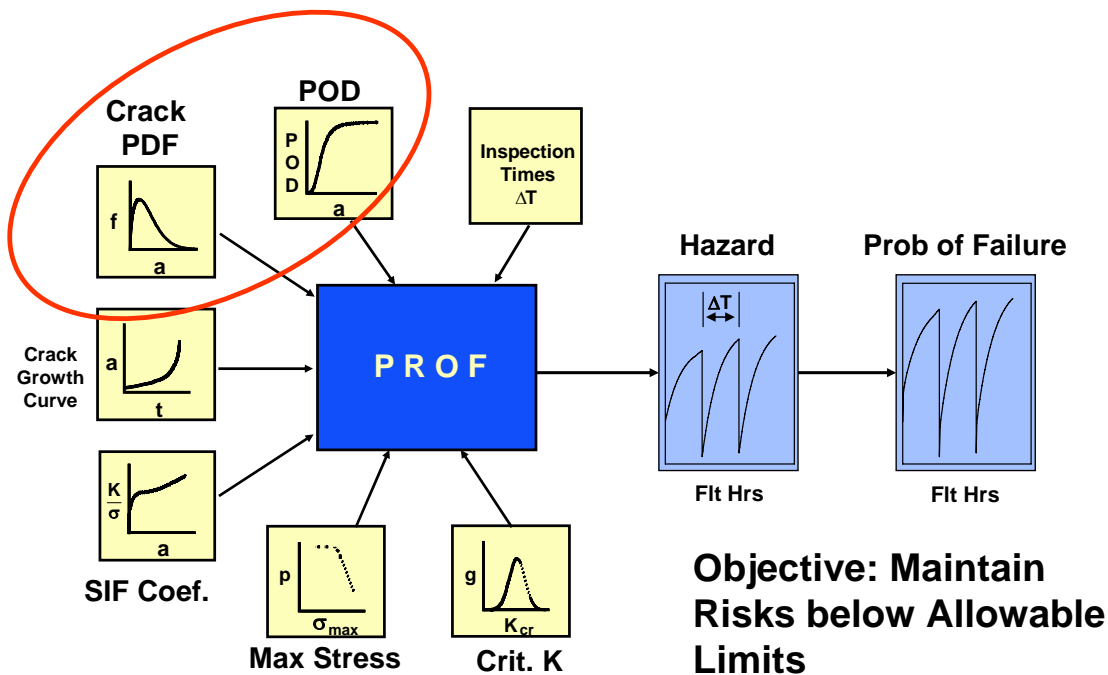 Crack
PDF
f
a
POD
P
O
D
a
Inspection
Times
ΔT
Crack
Growth
Curve
a
t
K
σ
a
SIF Coef.
P R O F
p
σmax
Max Stress
g
Kcr
Crit. K
Hazard
ΔT
Flt Hrs
Prob of Failure
Flt Hrs
Objective: Maintain
Risks below Allowable
Limits